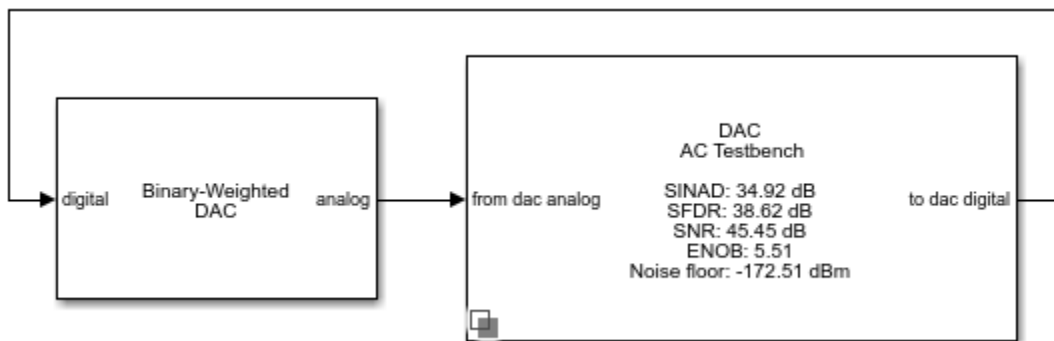 digital
Binary-Weighted
DAC
analog
from dac analog
DAC
AC Testbench
SINAD: 34.92 dB
SFDR: 38.62 dB
SNR: 45.45 dB
ENOB: 5.51
Noise floor: -172.51 dBm
to dac digital